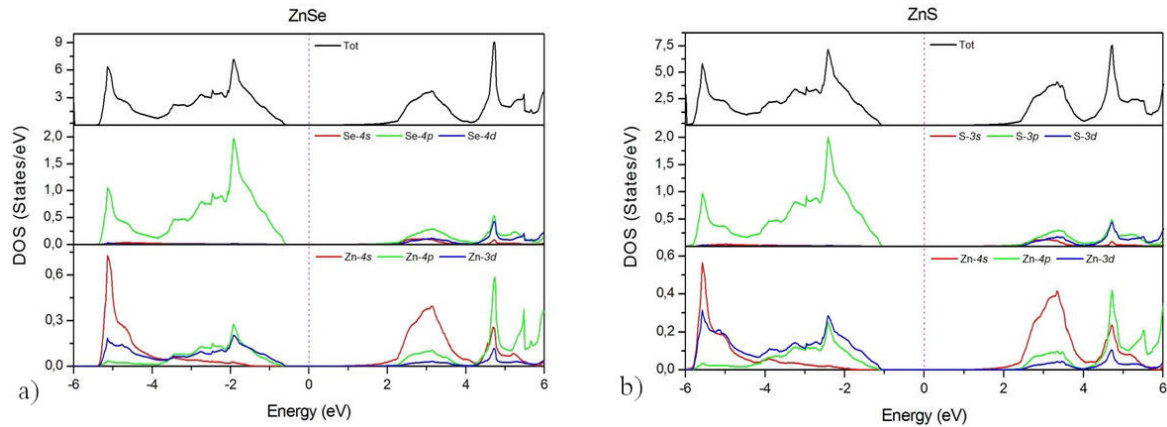 ZnSe
9
6
3
Tot
2,0
1,5
1,0
0,5
0,0
Se-4s Se-4p Se-4d
0,6
0,3
0,0
Zn-4s Zn-4p Zn-3d
DOS (States/eV)
-6 -4 -2 0 2 4 6
Energy (eV)
a)
ZnS
7,5
5,0
2,5
Tot
2,0
1,5
1,0
0,5
0,0
S-3s S-3p S-3d
0,6
0,4
0,2
0,0
Zn-4s Zn-4p Zn-3d
DOS (States/eV)
-6 -4 -2 0 2 4 6
Energy (eV)
b)